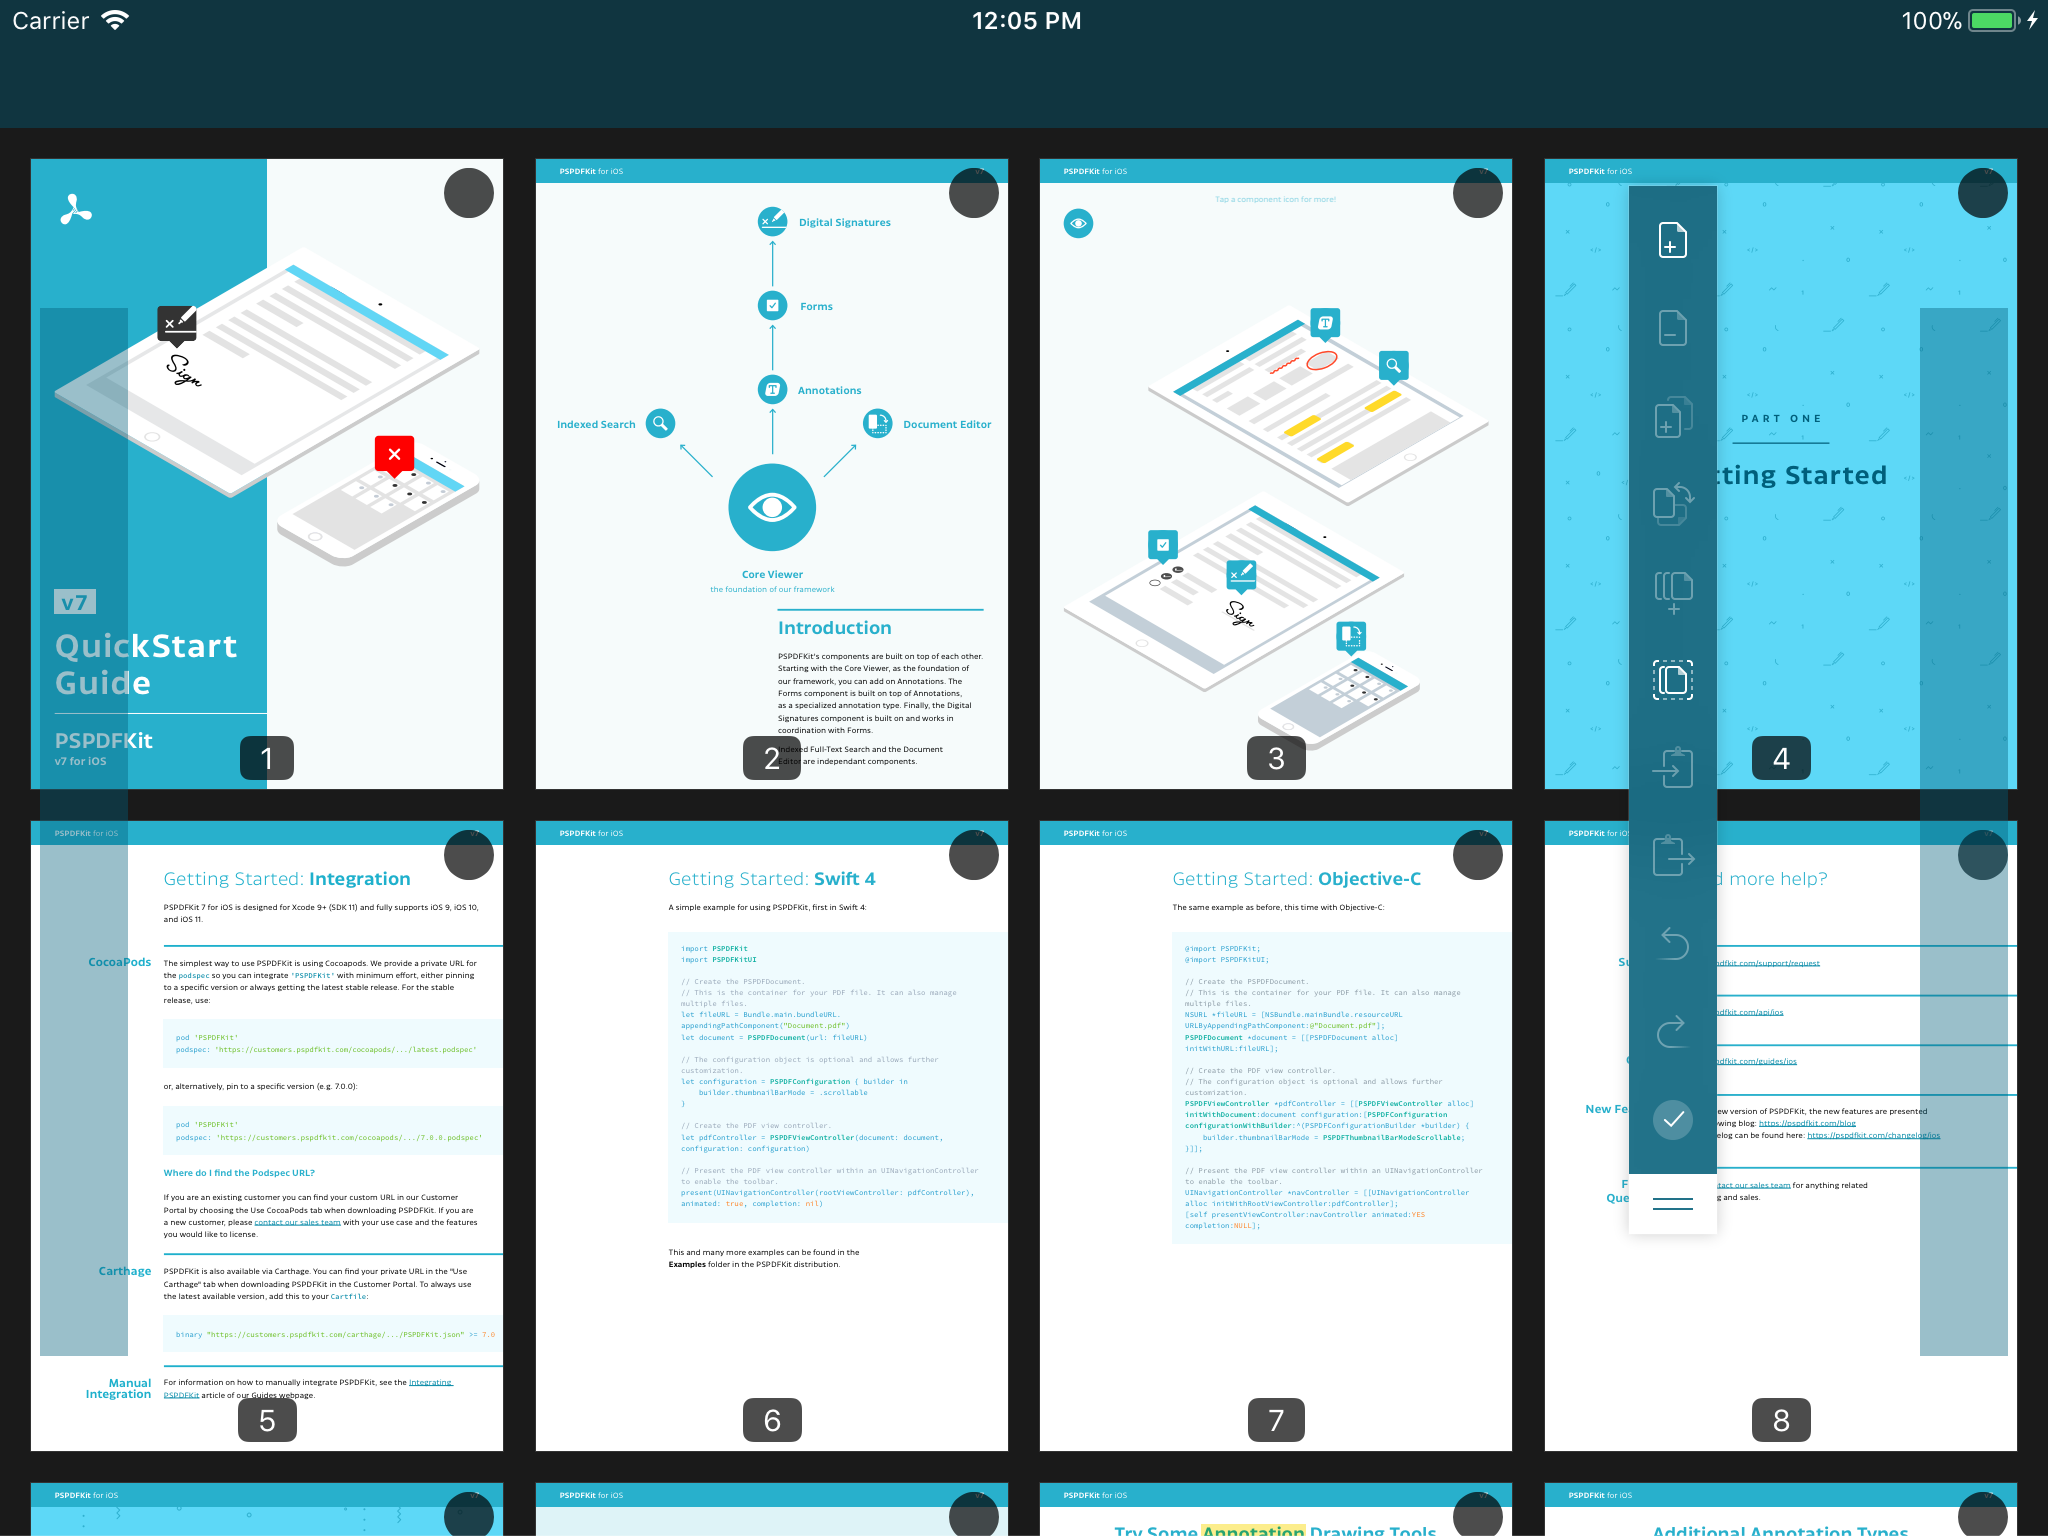 Carrier
12:05 PM
100%
Sign
v7
QuickStart
Guide
PSPDFKit
v7 for iOS
1
PSPDFKit for iOS
Digital Signatures
Forms
Annotations
Indexed Search
Document Editor
Core Viewer
the foundation of our framework
Introduction
PSPDFKit's components are built on top of each other.
Starting with the Core Viewer, as the foundation of
our framework, you can add on Annotations. The
Forms component is built on top of Annotations,
as a specialized annotation type. Finally, the Digital
Signatures component is built on and works in
coordination with Forms.
Indexed Full-Text Search and the Document
Editor are independant components.
2
PSPDFKit for iOS
Tap a component icon for more!
Sign
3
PSPDFKit for iOS
PART ONE
tting Started
4
PSPDFKit for iOS
v7
Getting Started: Integration
PSPDFKit 7 for iOS is designed for Xcode 9+ (SDK 11) and fully supports iOS 9, iOS 10,
and iOS 11.
CocoaPods
The simplest way to use PSPDFKit is using Cocoapods. We provide a private URL for
the podspec so you can integrate 'PSPDFKit' with minimum effort, either pinning
to a specific version or always getting the latest stable release. For the stable
release, use:
pod 'PSPDFKit'
podspec: 'https://customers.pspdfkit.com/cocoapods/.../latest.podspec'
or, alternatively, pin to a specific version (e.g. 7.0.0):
pod 'PSPDFKit'
podspec: 'https://customers.pspdfkit.com/cocoapods/.../7.0.0.podspec'
Where do I find the Podspec URL?
If you are an existing customer you can find your custom URL in our Customer
Portal by choosing the Use CocoaPods tab when downloading PSPDFKit. If you are
a new customer, please contact our sales team with your use case and the features
you would like to license.
Carthage
PSPDFKit is also available via Carthage. You can find your private URL in the "Use
Carthage" tab when downloading PSPDFKit in the Customer Portal. To always use
the latest available version, add this to your Cartfile:
binary "https://customers.pspdfkit.com/carthage/.../PSPDFKit.json" >= 7.0
Manual
Integration
For information on how to manually integrate PSPDFKit, see the Integrating
PSPDFKit article of our Guides webpage.
5
PSPDFKit for iOS
v7
Getting Started: Swift 4
A simple example for using PSPDFKit, first in Swift 4:
import PSPDFKit
import PSPDFKitUI
// Create the PSPDFDocument.
// This is the container for your PDF file. It can also manage
multiple files.
let fileURL = Bundle.main.bundleURL.
appendingPathComponent("Document.pdf")
let document = PSPDFDocument(url: fileURL)
// The configuration object is optional and allows further
customization.
let configuration = PSPDFConfiguration { builder in
builder.thumbnailBarMode = .scrollable
}
// Create the PDF view controller.
let pdfController = PSPDFViewController(document: document,
configuration: configuration)
// Present the PDF view controller within an UINavigationController
to enable the toolbar.
present(UINavigationController(rootViewController: pdfController),
animated: true, completion: nil)
This and many more examples can be found in the
Examples folder in the PSPDFKit distribution.
6
PSPDFKit for iOS
v7
Getting Started: Objective-C
The same example as before, this time with Objective-C:
@import PSPDFKit;
@import PSPDFKitUI;
// Create the PSPDFDocument.
// This is the container for your PDF file. It can also manage
multiple files.
NSURL *fileURL = [NSBundle.mainBundle.resourceURL
URLByAppendingPathComponent:@"Document.pdf"];
PSPDFDocument *document = [[PSPDFDocument alloc]
initWithURL:fileURL];
// Create the PDF view controller.
// The configuration object is optional and allows further
customization.
PSPDFViewController *pdfController = [[PSPDFViewController alloc]
initWithDocument:document configuration:[PSPDFConfiguration
configurationWithBuilder:^(PSPDFConfigurationBuilder *builder) {
builder.thumbnailBarMode = PSPDFThumbnailBarModeScrollable;
}]];
// Present the PDF view controller within an UINavigationController
to enable the toolbar.
UINavigationController *navController = [[UINavigationController
alloc initWithRootViewController:pdfController];
[self presentViewController:navController animated:YES
completion:NULL];
7
PSPDFKit for iOS
d more help?
Su
dfkit.com/support/request
dfkit.com/api/ios
dfkit.com/guides/ios
New Fea
ew version of PSPDFKit, the new features are presented
owing blog: https://pspdfkit.com/blog
elog can be found here: https://pspdfkit.com/changelog/ios
F
Que
tact our sales team for anything related
g and sales.
8
PSPDFKit for iOS
PSPDFKit for iOS
PSPDFKit for iOS
Try Some Annotation Drawing Tools
PSPDFKit for iOS
Additional Annotation Types